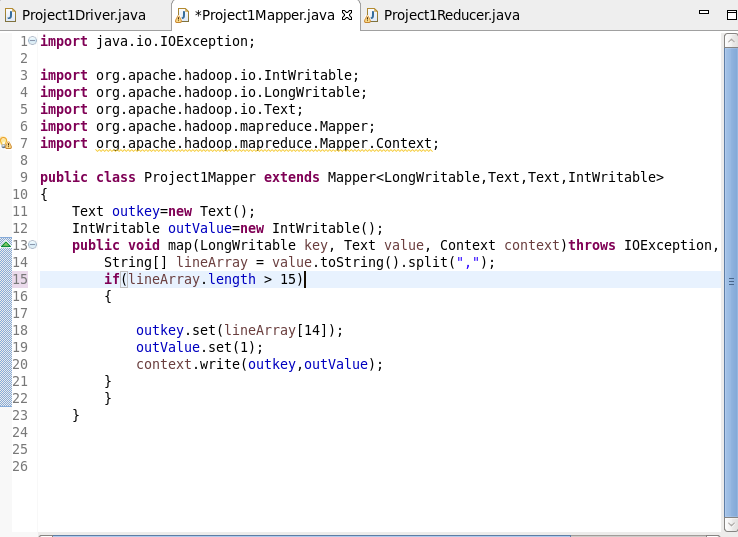 Project1Driver.java *Project1Mapper.java Project1Reducer.java
1 import java.io.IOException;
2
3 import org.apache.hadoop.io.IntWritable;
4 import org.apache.hadoop.io.LongWritable;
5 import org.apache.hadoop.io.Text;
6 import org.apache.hadoop.mapreduce.Mapper;
7 import org.apache.hadoop.mapreduce.Mapper.Context;
8
9 public class Project1Mapper extends Mapper<LongWritable,Text,Text,IntWritable>
10 {
11     Text outkey=new Text();
12     IntWritable outValue=new IntWritable();
13     public void map(LongWritable key, Text value, Context context)throws IOException,
14         String[] lineArray = value.toString().split(",");
15         if(lineArray.length > 15)
16         {
17
18             outkey.set(lineArray[14]);
19             outValue.set(1);
20             context.write(outkey,outValue);
21         }
22         }
23     }
24
25
26